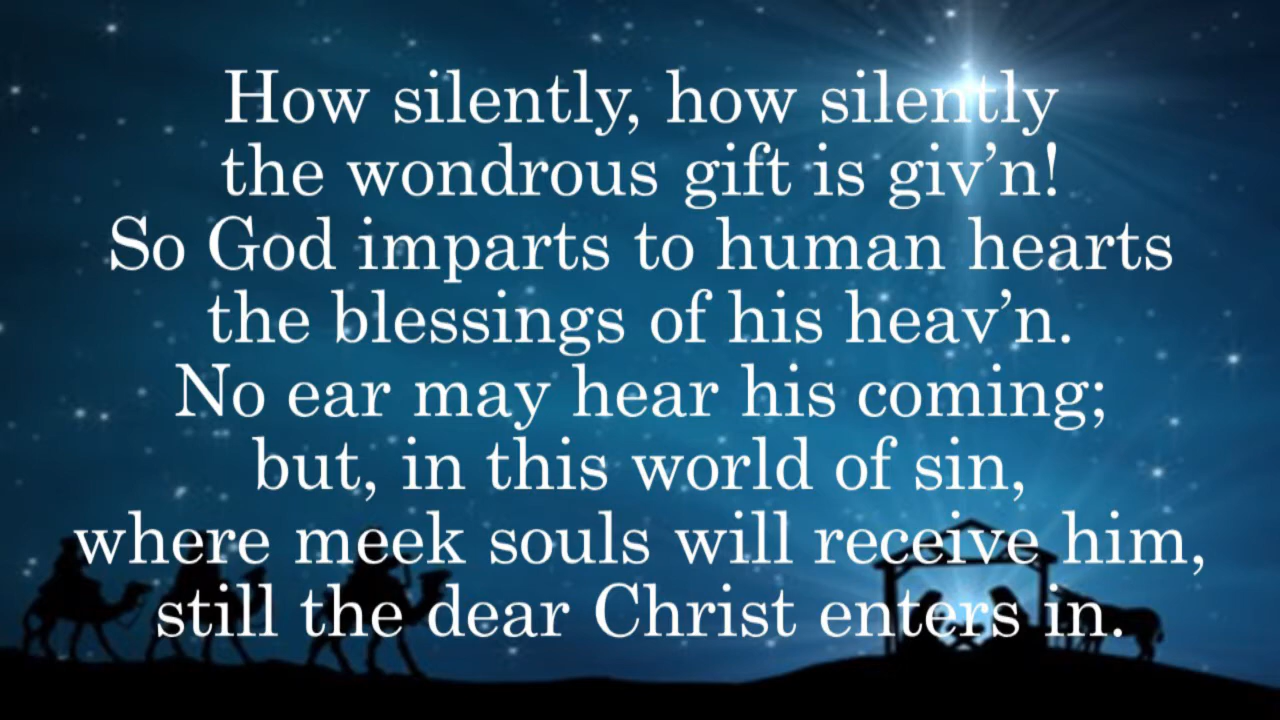 How silently, how silently
the wondrous gift is giv’n!
So God imparts to human hearts
the blessings of his heav’n.
No ear may hear his coming;
but, in this world of sin,
where meek souls will receive him,
still the dear Christ enters in.